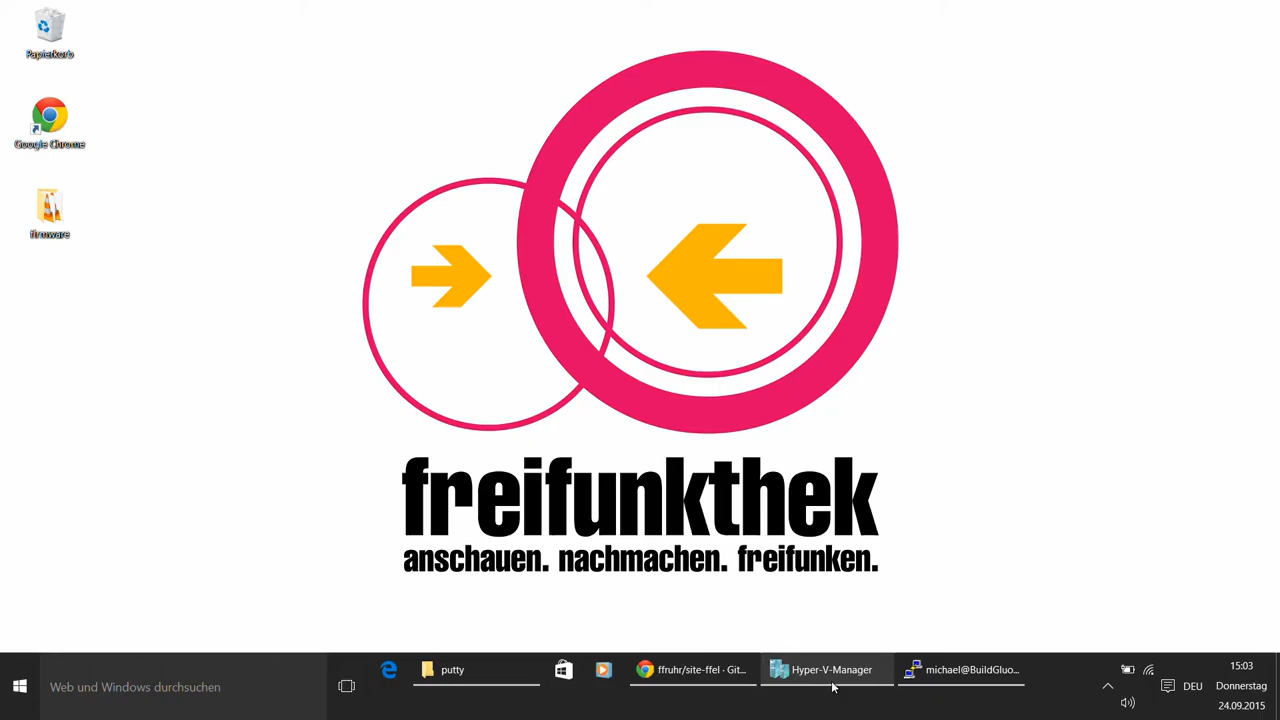 Papierkorb
Google Chrome
firmware
freifunkthek
anschauen. nachmachen. freifunken.
Web und Windows durchsuchen
putty
ffruhr/site-ffel · Git...
Hyper-V-Manager
michael@BuildGluo...
DEU
15:03
Donnerstag
24.09.2015